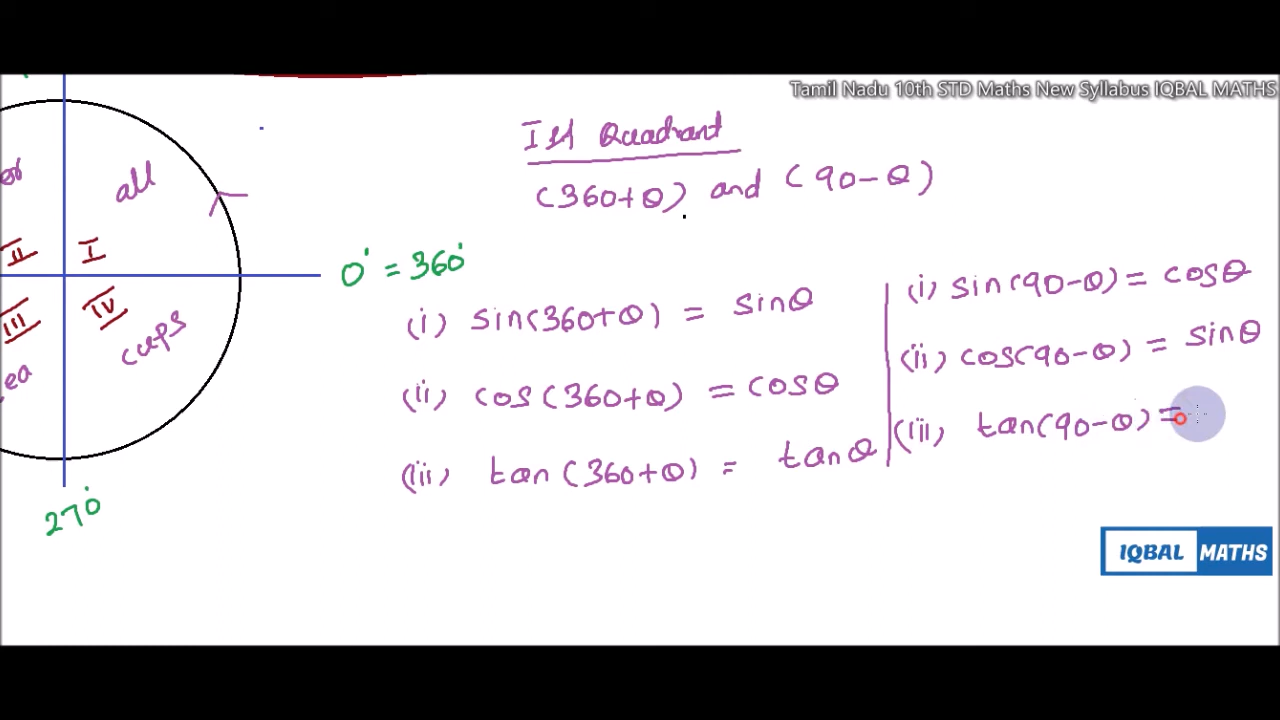 Tamil Nadu 10th STD Maths New Syllabus IQBAL MATHS
Quadrant
(360+θ) and (90-θ)
all
II
I
0° = 360°
III
IV
cups
ea
270°
(i) sin(360+θ) = sinθ
(ii) cos(360+θ) = cosθ
(iii) tan(360+θ) = tanθ
(i) sin(90-θ) = cosθ
(ii) cos(90-θ) = sinθ
(iii) tan(90-θ) =
IQBAL MATHS